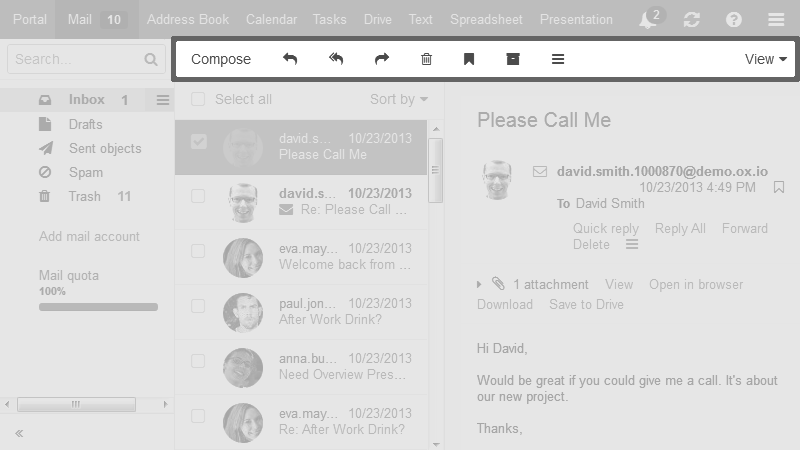 Portal Mail 10 Address Book Calendar Tasks Drive Text Spreadsheet Presentation 2
Search...
Compose View
Inbox 1
Drafts
Sent objects
Spam
Trash 11
Add mail account
Mail quota
100%
Select all Sort by
david.s... 10/23/2013
Please Call Me
david.s... 10/23/2013
Re: Please Call ...
eva.may... 10/23/2013
Welcome back from ...
paul.jon... 10/23/2013
After Work Drink?
anna.bu... 10/23/2013
Need Overview Pres...
eva.may... 10/23/2013
Re: After Work Drink?
Please Call Me
david.smith.1000870@demo.ox.io
10/23/2013 4:49 PM
To David Smith
Quick reply Reply All Forward
Delete
1 attachment View Open in browser
Download Save to Drive
Hi David,
Would be great if you could give me a call. It's about
our new project.
Thanks,